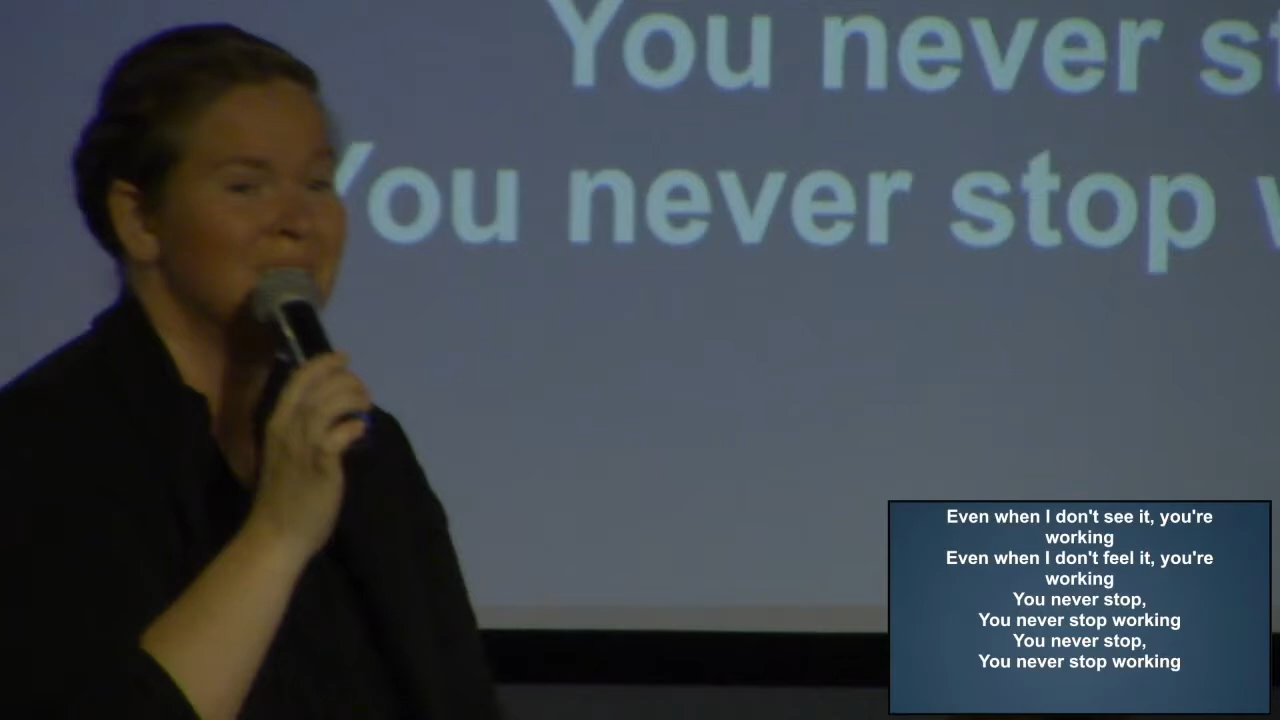 You never st
You never stop
Even when I don't see it, you're
working
Even when I don't feel it, you're
working
You never stop,
You never stop working
You never stop,
You never stop working